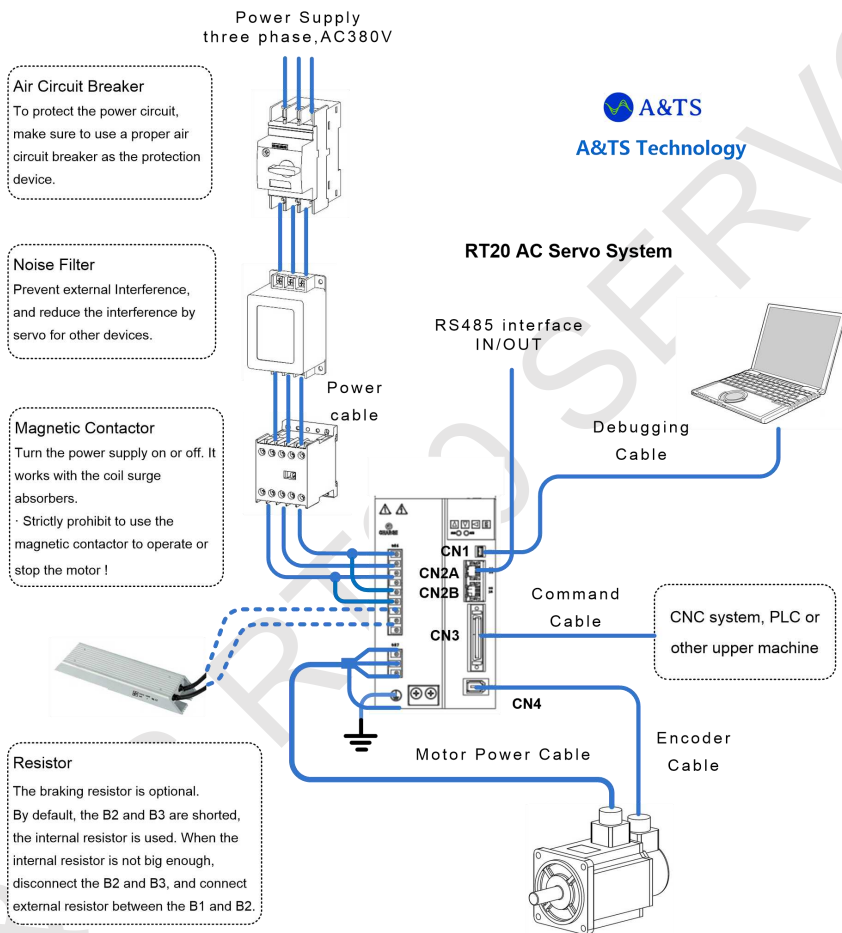 Power Supply
three phase,AC380V
Air Circuit Breaker
To protect the power circuit,
make sure to use a proper air
circuit breaker as the protection
device.
A&TS
A&TS Technology
Noise Filter
Prevent external Interference,
and reduce the interference by
servo for other devices.
RT20 AC Servo System
RS485 interface
IN/OUT
Power
cable
Magnetic Contactor
Turn the power supply on or off. It
works with the coil surge
absorbers.
· Strictly prohibit to use the
magnetic contactor to operate or
stop the motor !
Debugging
Cable
CN1
CN2A
CN2B
CN3
CN4
Command
Cable
CNC system, PLC or
other upper machine
Motor Power Cable
Encoder
Cable
Resistor
The braking resistor is optional.
By default, the B2 and B3 are shorted,
the internal resistor is used. When the
internal resistor is not big enough,
disconnect the B2 and B3, and connect
external resistor between the B1 and B2.